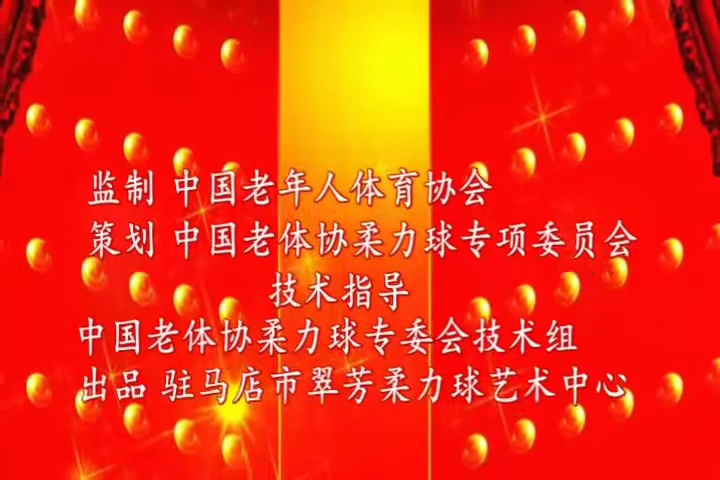 监制 中国老年人体育协会
策划 中国老体协柔力球专项委员会
技术指导
中国老体协柔力球专委会技术组
出品 驻马店市翠芳柔力球艺术中心